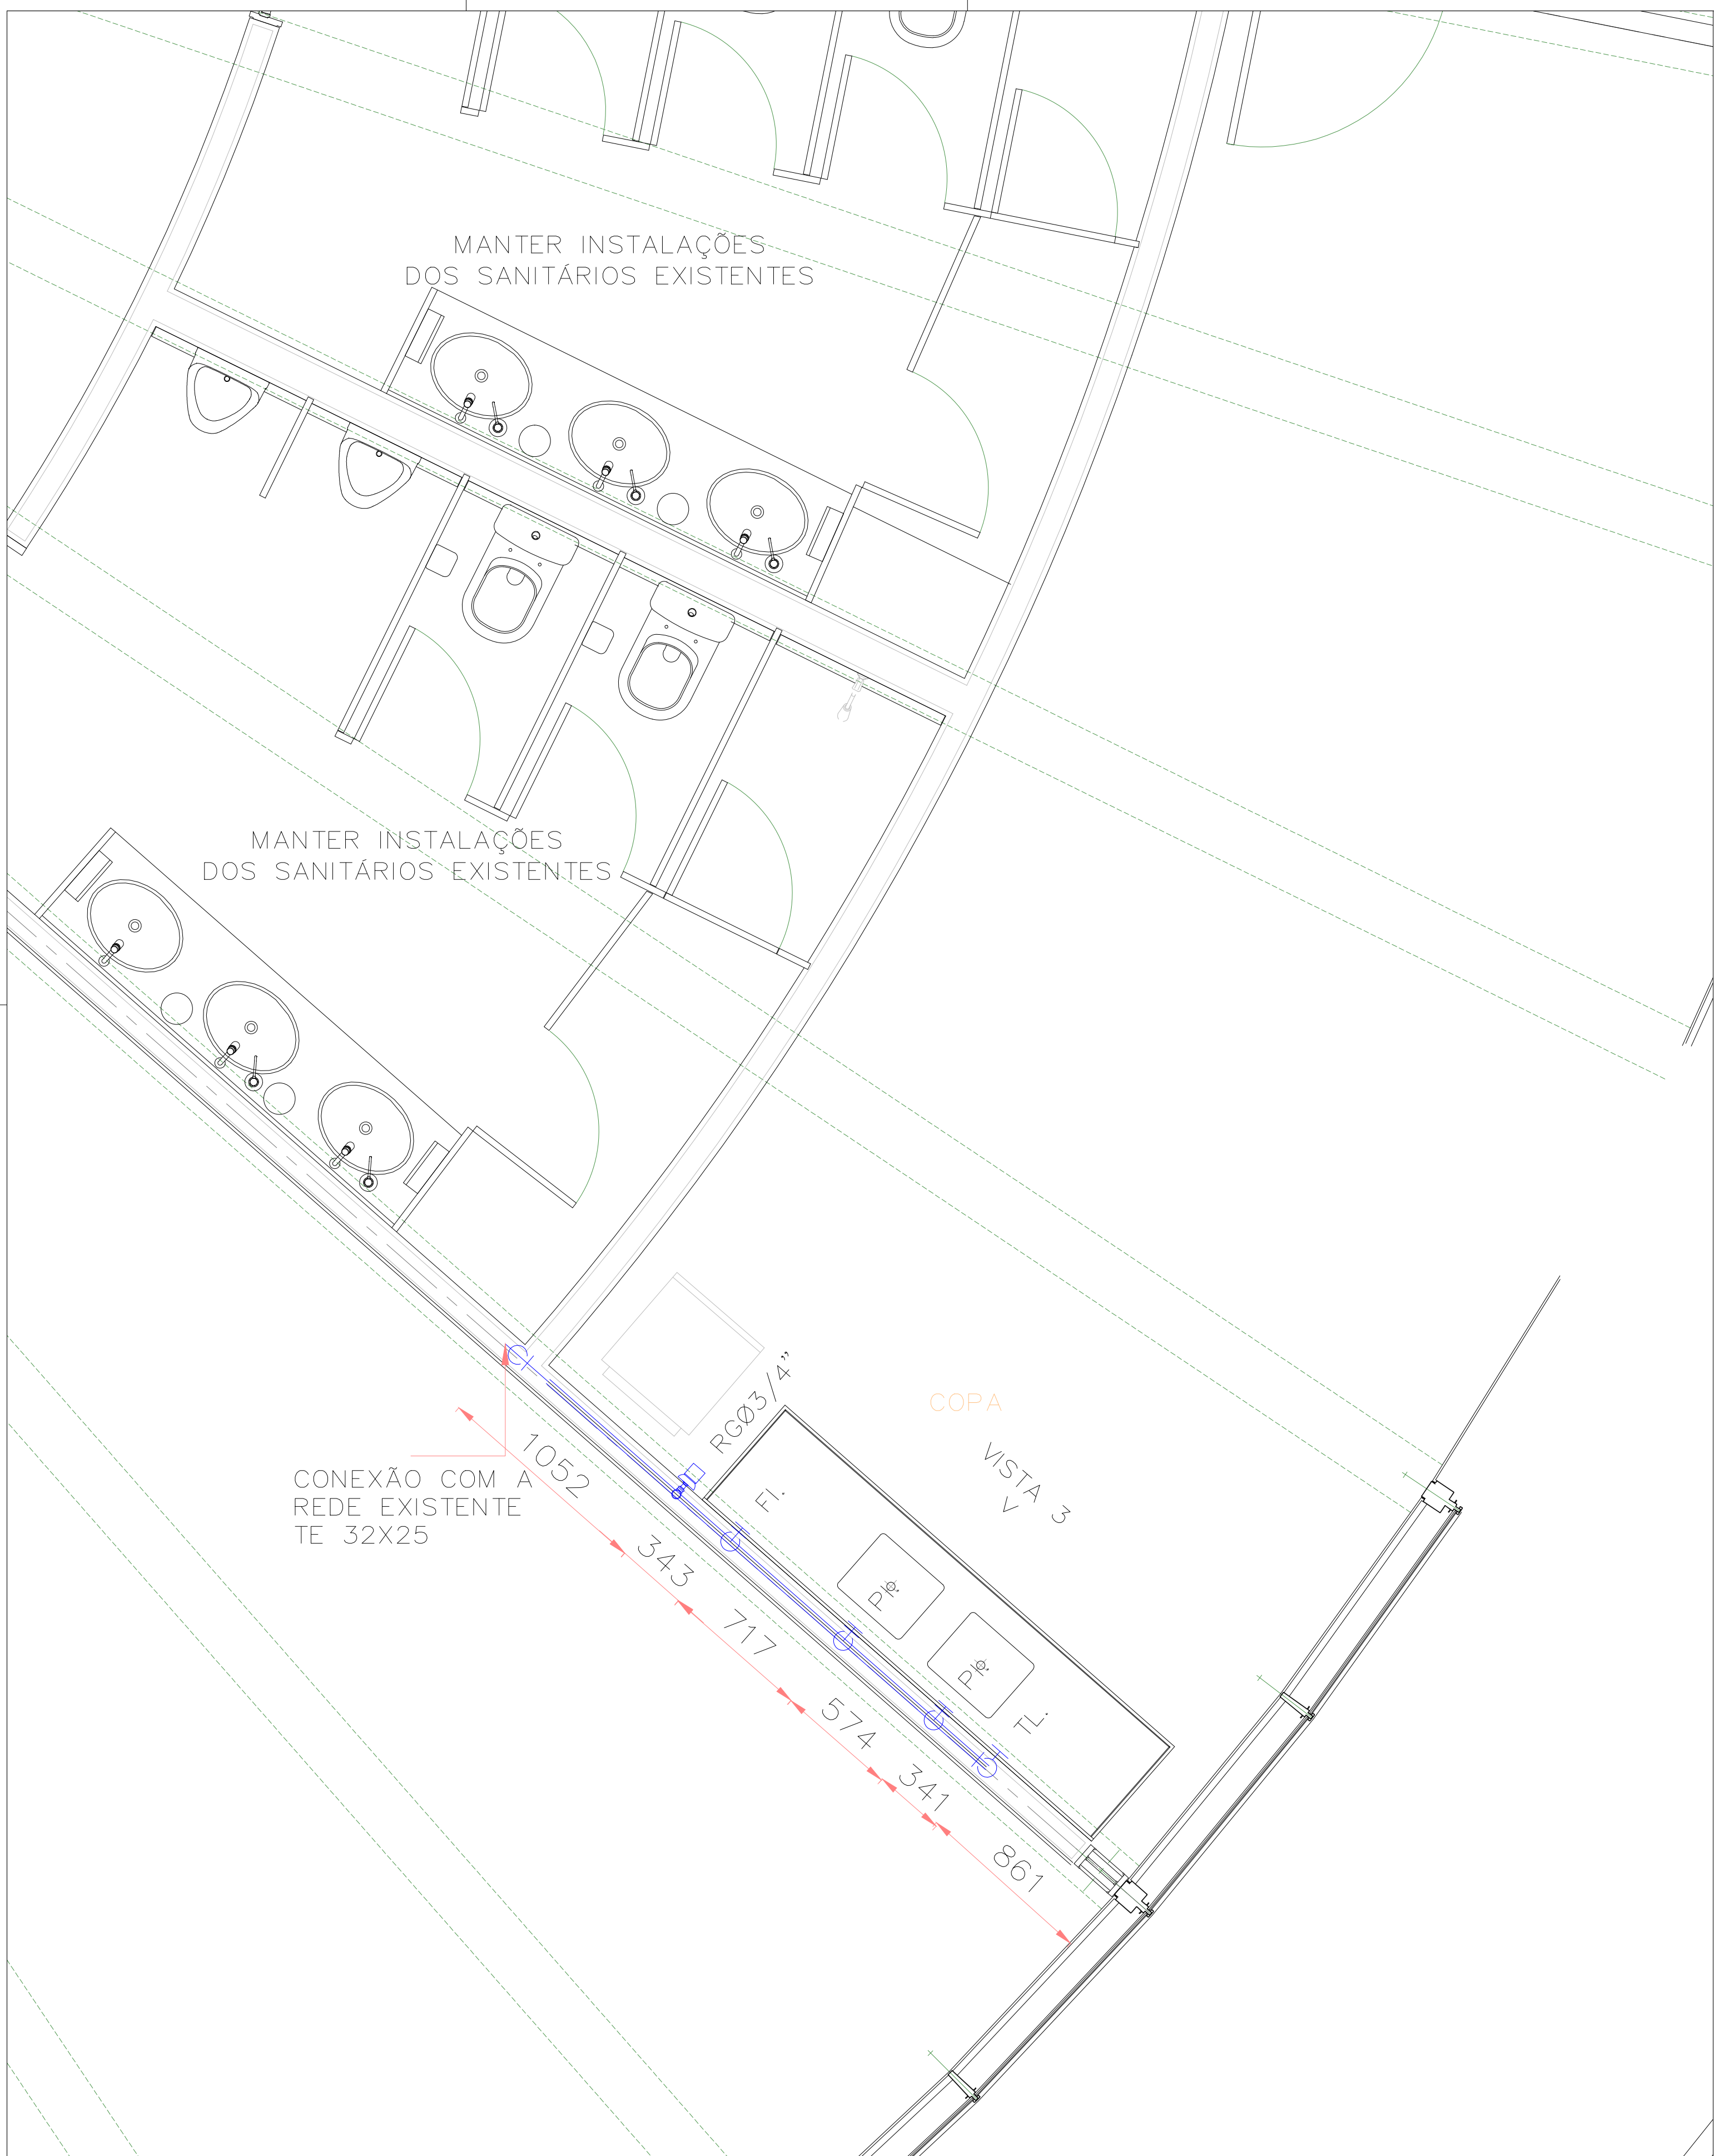 MANTER INSTALAÇÕES
DOS SANITÁRIOS EXISTENTES
MANTER INSTALAÇÕES
DOS SANITÁRIOS EXISTENTES
RGØ3/4"
COPA
VISTA 3
V
CONEXÃO COM A
REDE EXISTENTE
TE 32X25
FI.
PI.
PI.
TL.
1052
343
717
574
341
861